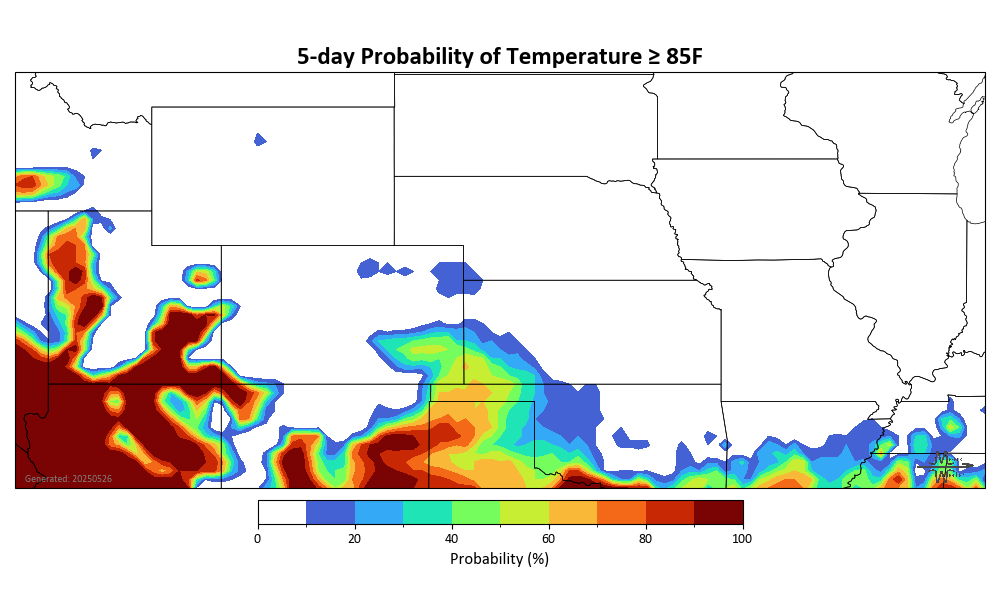 5-day Probability of Temperature ≥ 85F
Generated: 20250526
0 20 40 60 80 100
Probability (%)